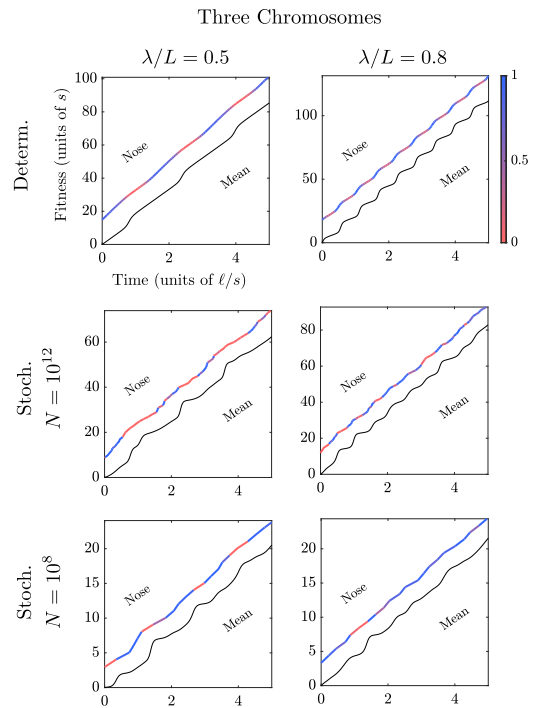 Three Chromosomes
λ/L = 0.5
λ/L = 0.8
Determ.
Fitness (units of s)
100
80
60
40
20
0
Nose
Mean
0
2
4
Time (units of ℓ/s)
100
50
0
Nose
Mean
0
2
4
1
0.5
0
Stoch.
N = 10¹²
60
40
20
0
Nose
Mean
0
2
4
80
60
40
20
0
Nose
Mean
0
2
4
Stoch.
N = 10⁸
20
15
10
5
0
Nose
Mean
0
2
4
20
15
10
5
0
Nose
Mean
0
2
4